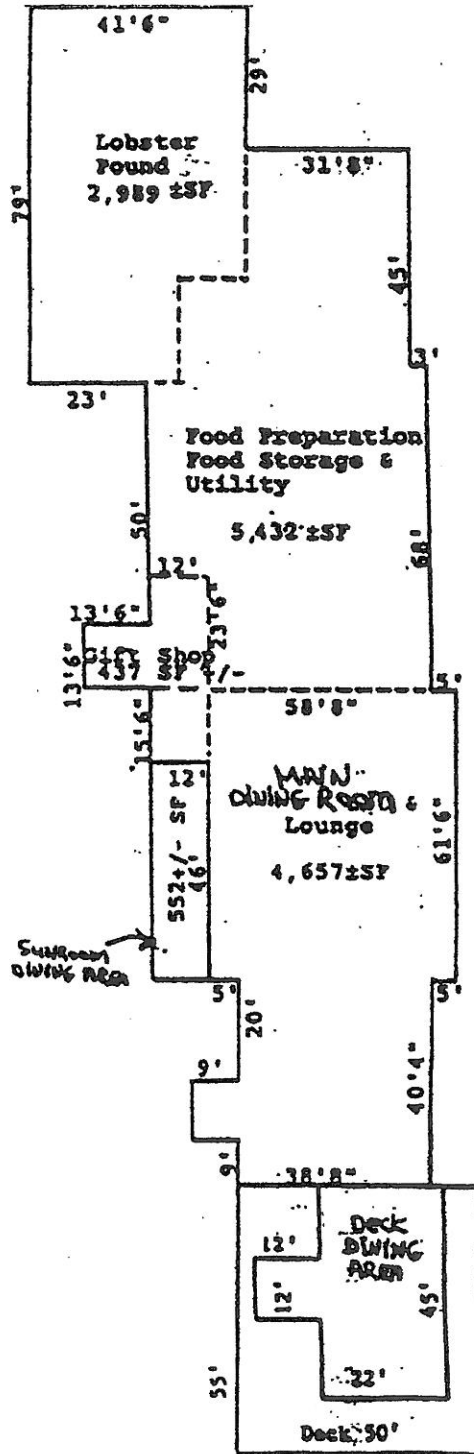 41'6"
29'
Lobster
Pound
2,989 ±SF
79'
31'8"
45'
3'
23'
Food Preparation
Food Storage &
Utility
5,432 ±SF
50'
68'
12'
13'6"
23'6"
Gift Shop
437 SF +/-
13'6"
5'
58'8"
15'6"
MAIN
DINING ROOM &
Lounge
4,657±SF
12'
552+/- SF
46'
61'6"
SUNROOM
DINING AREA
5'
5'
20'
9'
40'4"
9'
38'8"
Deck
DINING
AREA
12'
12'
45'
55'
22'
Deck 50'